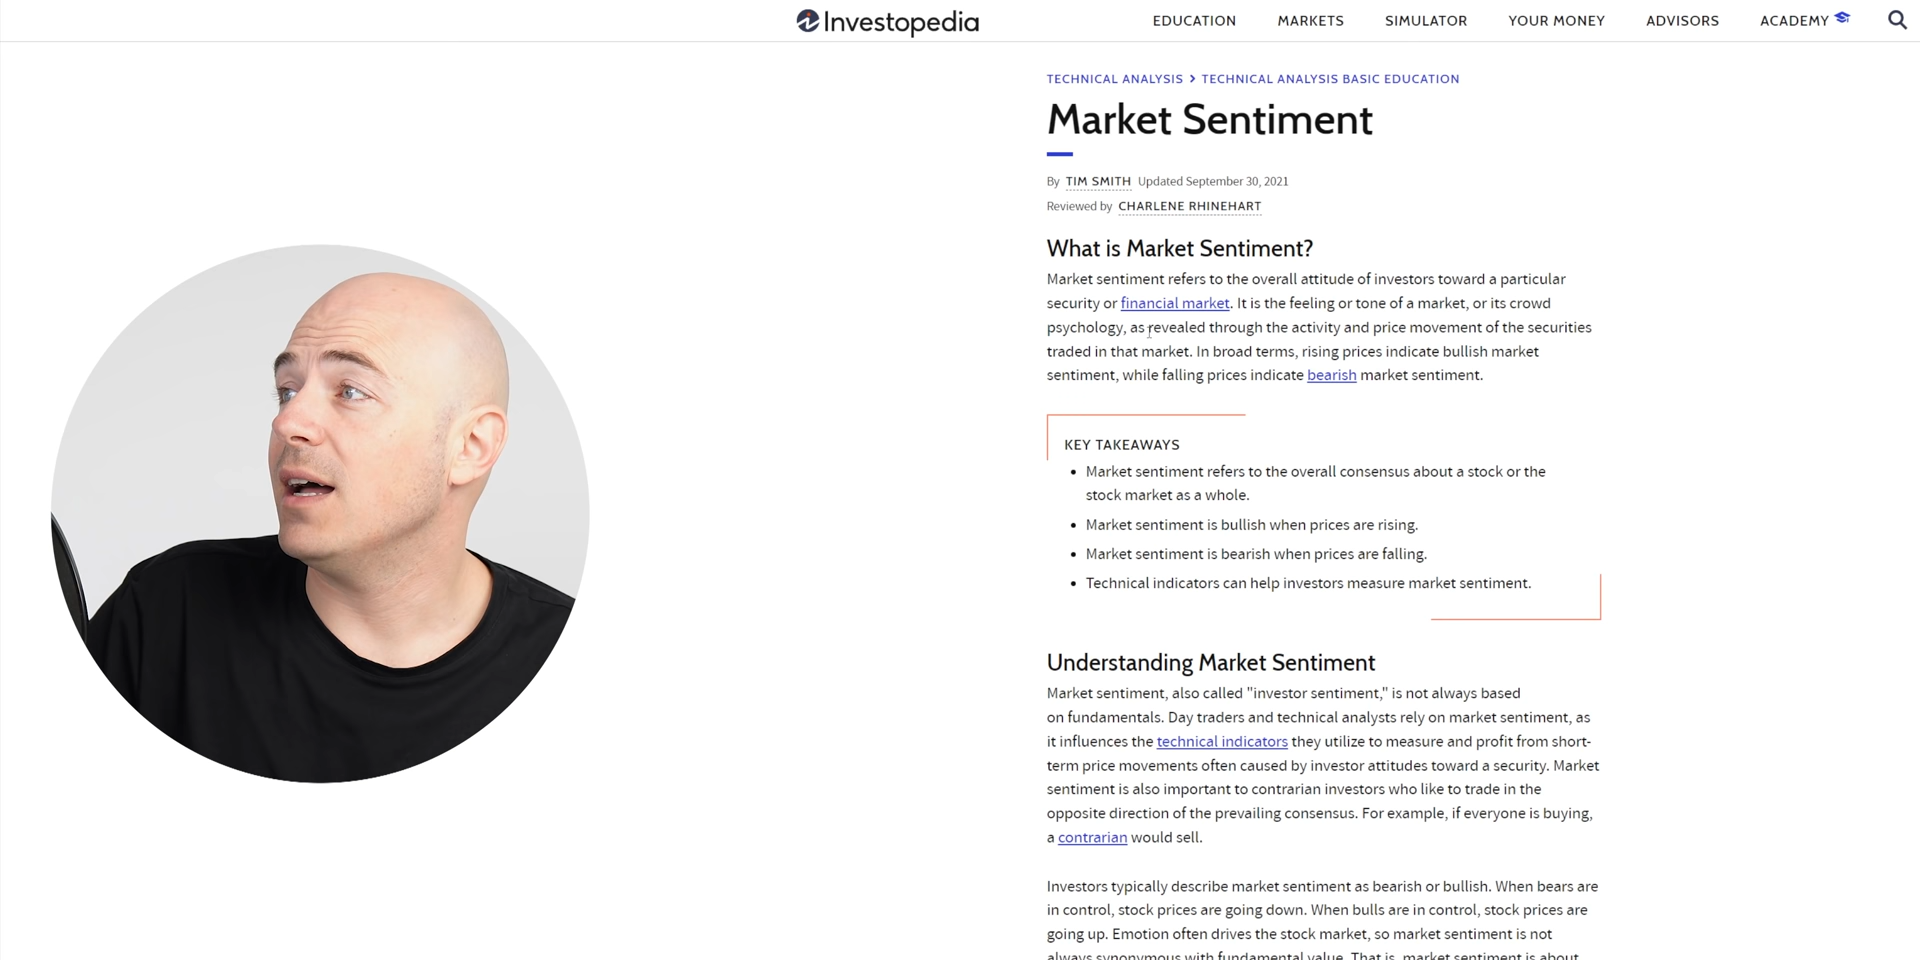 Investopedia
EDUCATION MARKETS SIMULATOR YOUR MONEY ADVISORS ACADEMY
TECHNICAL ANALYSIS > TECHNICAL ANALYSIS BASIC EDUCATION
Market Sentiment
By TIM SMITH Updated September 30, 2021
Reviewed by CHARLENE RHINEHART
What is Market Sentiment?
Market sentiment refers to the overall attitude of investors toward a particular
security or financial market. It is the feeling or tone of a market, or its crowd
psychology, as revealed through the activity and price movement of the securities
traded in that market. In broad terms, rising prices indicate bullish market
sentiment, while falling prices indicate bearish market sentiment.
KEY TAKEAWAYS
• Market sentiment refers to the overall consensus about a stock or the
stock market as a whole.
• Market sentiment is bullish when prices are rising.
• Market sentiment is bearish when prices are falling.
• Technical indicators can help investors measure market sentiment.
Understanding Market Sentiment
Market sentiment, also called "investor sentiment," is not always based
on fundamentals. Day traders and technical analysts rely on market sentiment, as
it influences the technical indicators they utilize to measure and profit from short-
term price movements often caused by investor attitudes toward a security. Market
sentiment is also important to contrarian investors who like to trade in the
opposite direction of the prevailing consensus. For example, if everyone is buying,
a contrarian would sell.
Investors typically describe market sentiment as bearish or bullish. When bears are
in control, stock prices are going down. When bulls are in control, stock prices are
going up. Emotion often drives the stock market, so market sentiment is not
always synonymous with fundamental value. That is, market sentiment is about